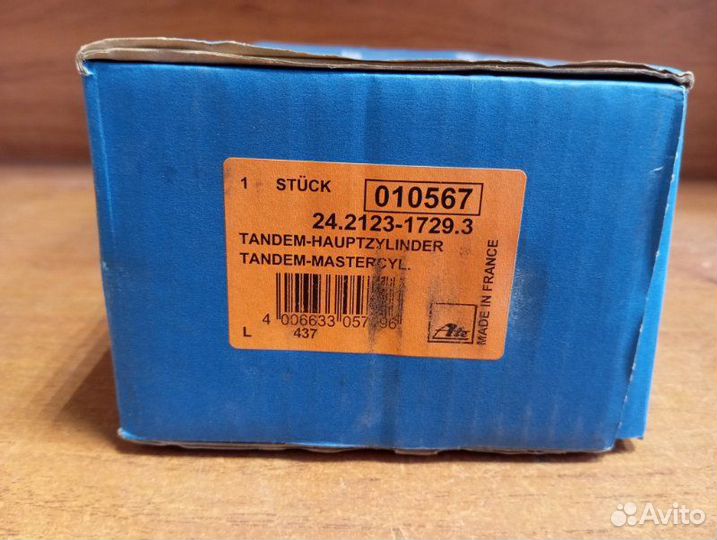 1 STÜCK 010567
24.2123-1729.3
TANDEM-HAUPTZYLINDER
TANDEM-MASTERCYL.
4 006633
L 437
Ate
MADE IN FRANCE
Avito